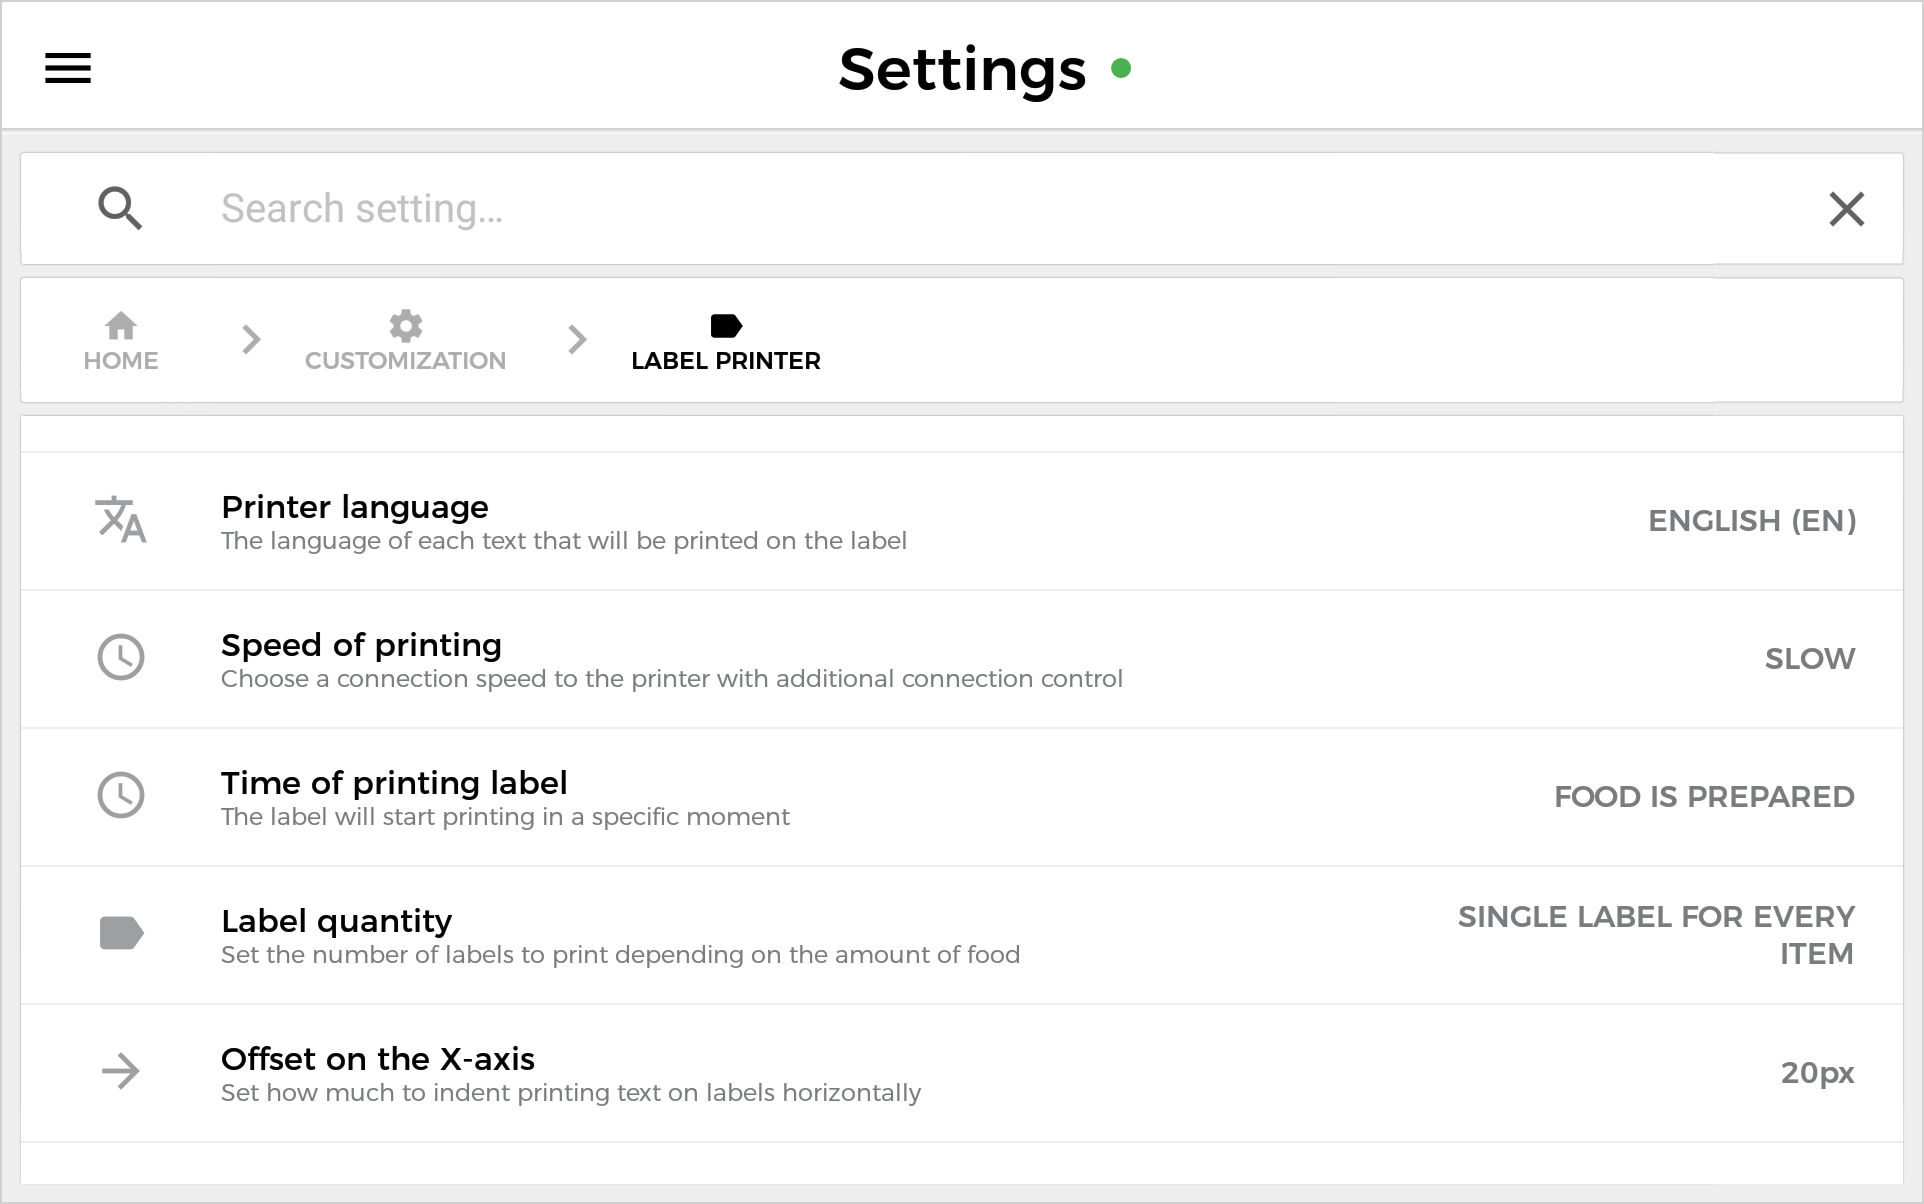 Settings
Search setting...
HOME
CUSTOMIZATION
LABEL PRINTER
Printer language
The language of each text that will be printed on the label
ENGLISH (EN)
Speed of printing
Choose a connection speed to the printer with additional connection control
SLOW
Time of printing label
The label will start printing in a specific moment
FOOD IS PREPARED
Label quantity
Set the number of labels to print depending on the amount of food
SINGLE LABEL FOR EVERY
ITEM
Offset on the X-axis
Set how much to indent printing text on labels horizontally
20px